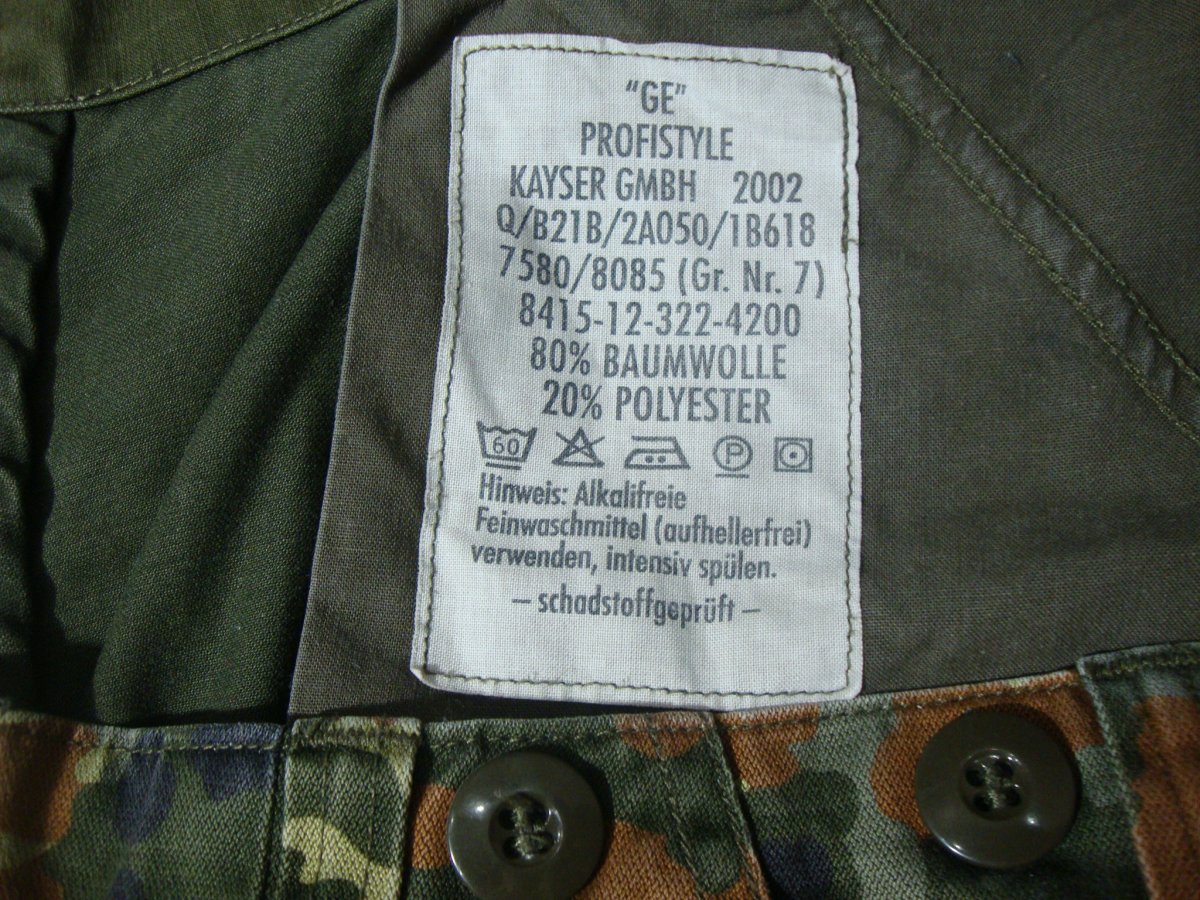 "GE"
PROFISTYLE
KAYSER GMBH 2002
Q/B21B/2A050/1B618
7580/8085 (Gr. Nr. 7)
8415-12-322-4200
80% BAUMWOLLE
20% POLYESTER
60 P
Hinweis: Alkalifreie
Feinwaschmittel (aufhellerfrei)
verwenden, intensiv spülen.
– schadstoffgeprüft –